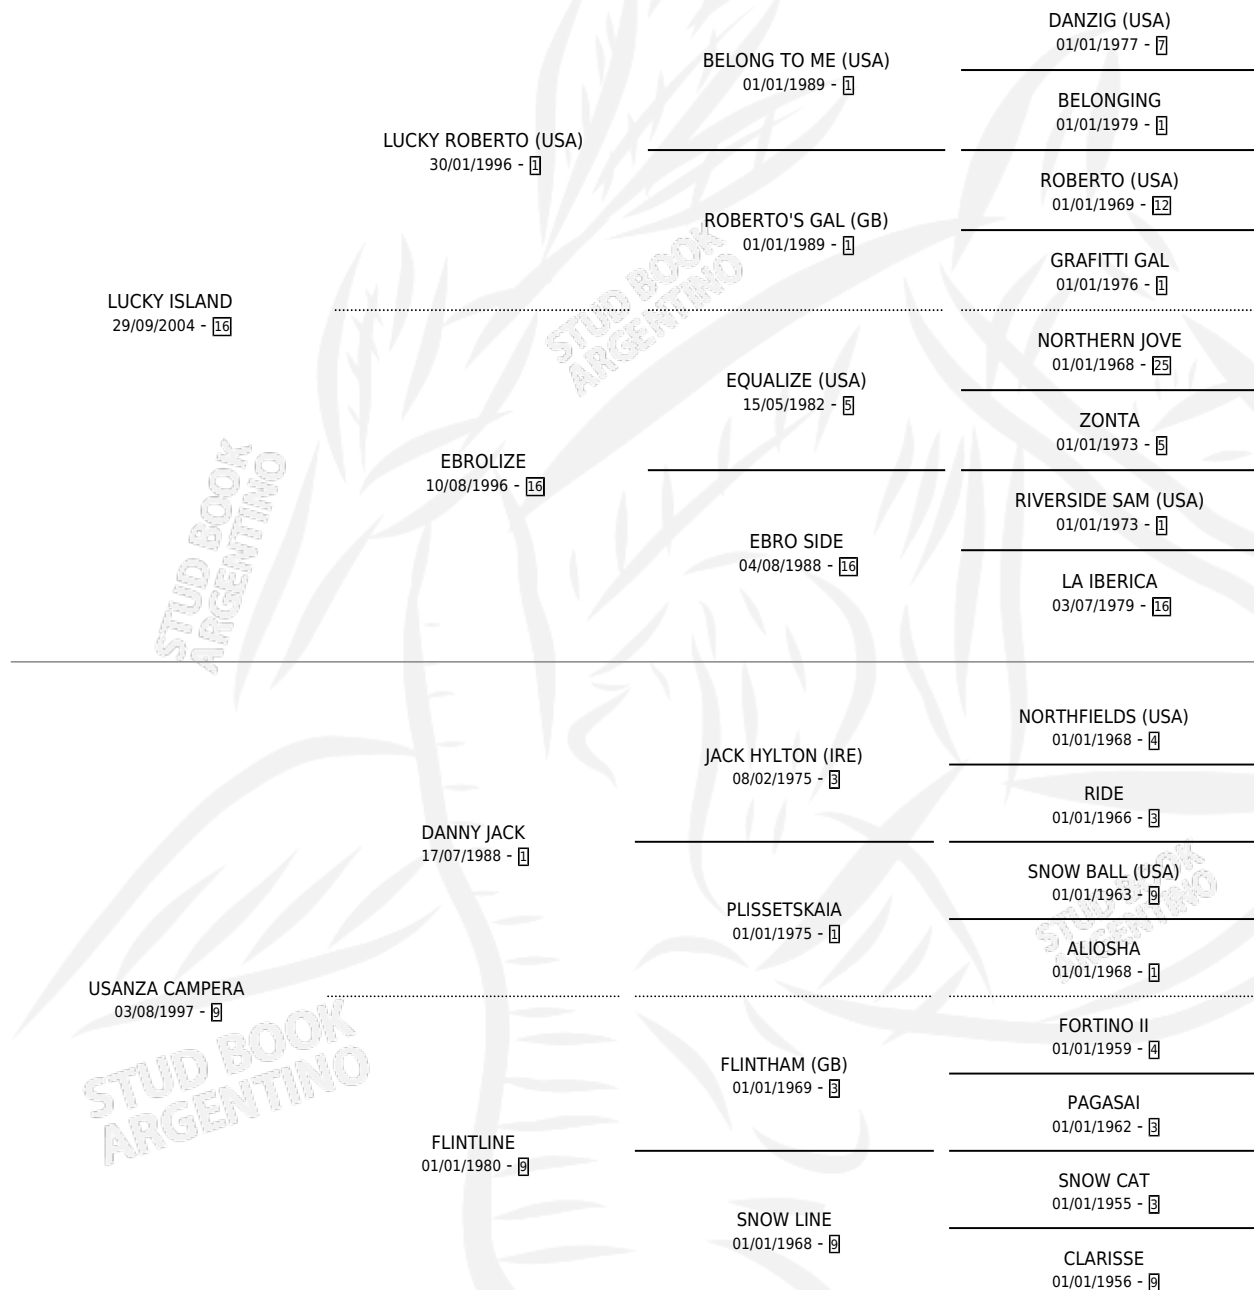 DANZIG (USA)
01/01/1977 - 7
BELONG TO ME (USA)
01/01/1989 - 1
BELONGING
01/01/1979 - 1
LUCKY ROBERTO (USA)
30/01/1996 - 1
ROBERTO (USA)
01/01/1969 - 12
ROBERTO'S GAL (GB)
01/01/1989 - 1
GRAFITTI GAL
01/01/1976 - 1
LUCKY ISLAND
29/09/2004 - 16
STUD BOOK
ARGENTINO
NORTHERN JOVE
01/01/1968 - 25
EQUALIZE (USA)
15/05/1982 - 5
ZONTA
01/01/1973 - 5
EBROLIZE
10/08/1996 - 16
RIVERSIDE SAM (USA)
01/01/1973 - 1
EBRO SIDE
04/08/1988 - 16
LA IBERICA
03/07/1979 - 16
STUD BOOK
ARGENTINO
NORTHFIELDS (USA)
01/01/1968 - 4
JACK HYLTON (IRE)
08/02/1975 - 3
RIDE
01/01/1966 - 3
DANNY JACK
17/07/1988 - 1
SNOW BALL (USA)
01/01/1963 - 9
PLISSETSKAIA
01/01/1975 - 1
STUD BOOK
ARGENTINO
ALIOSHA
01/01/1968 - 1
USANZA CAMPERA
03/08/1997 - 9
STUD BOOK
ARGENTINO
FORTINO II
01/01/1959 - 4
FLINTHAM (GB)
01/01/1969 - 3
PAGASAI
01/01/1962 - 3
FLINTLINE
01/01/1980 - 9
SNOW CAT
01/01/1955 - 3
SNOW LINE
01/01/1968 - 9
CLARISSE
01/01/1956 - 9